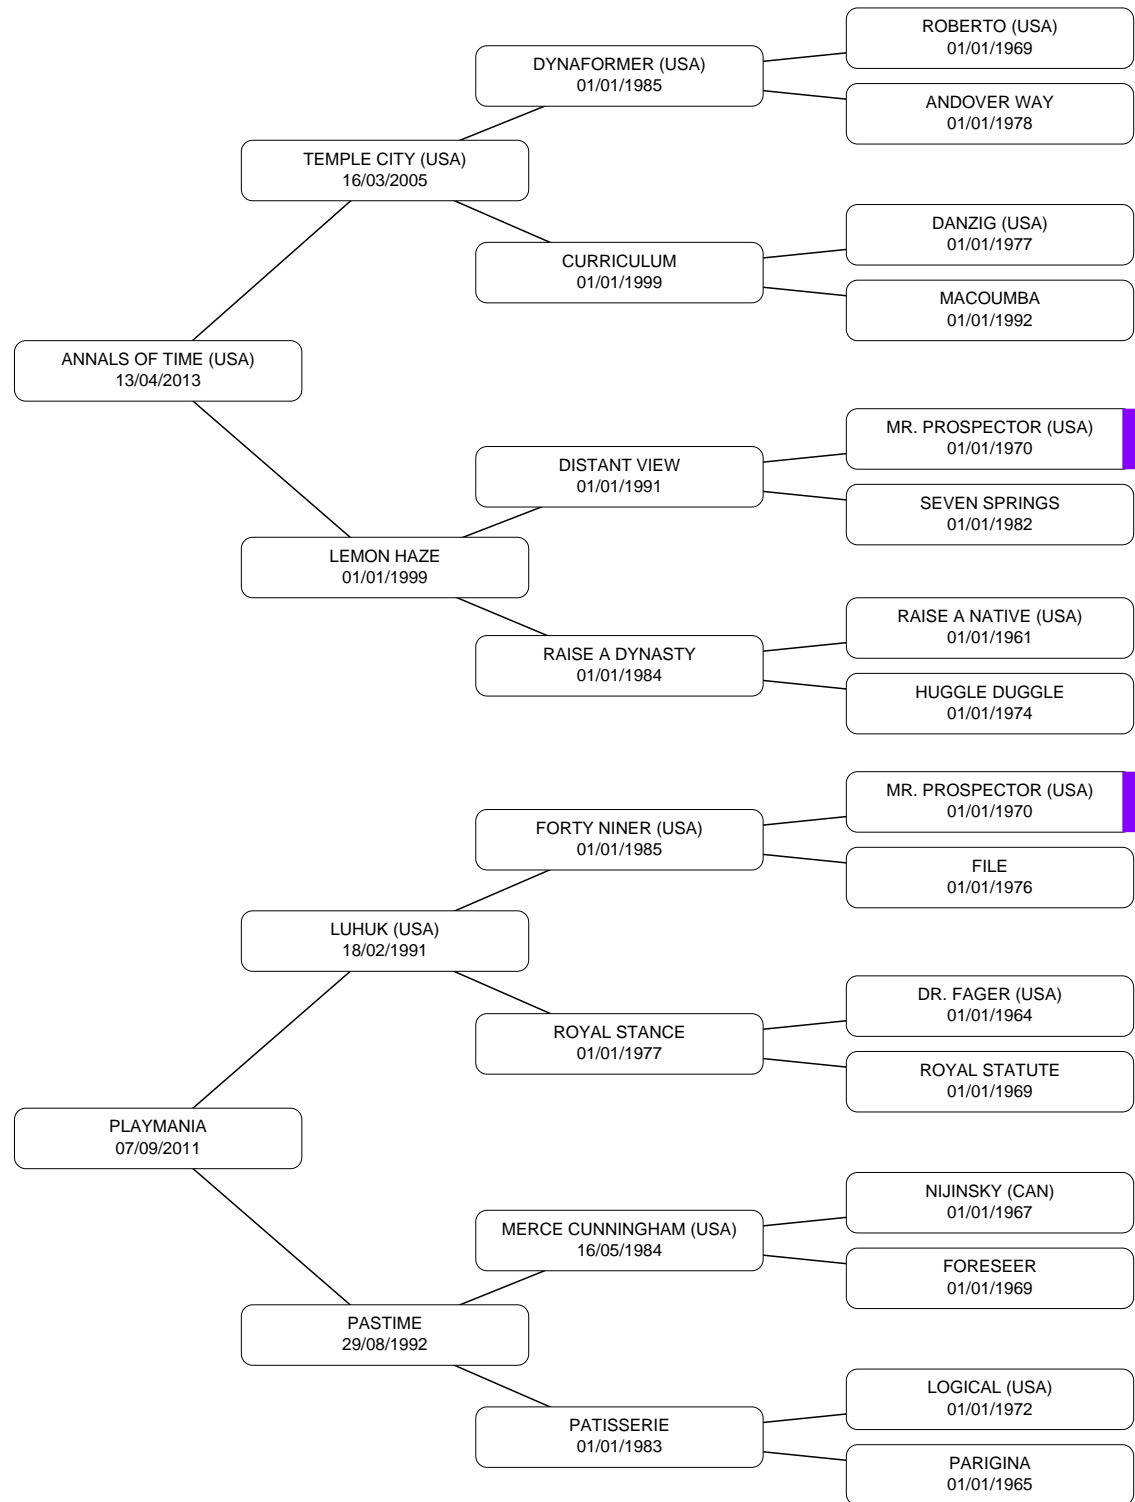 ROBERTO (USA)
01/01/1969
DYNAFORMER (USA)
01/01/1985
ANDOVER WAY
01/01/1978
TEMPLE CITY (USA)
16/03/2005
DANZIG (USA)
01/01/1977
CURRICULUM
01/01/1999
MACOUMBA
01/01/1992
ANNALS OF TIME (USA)
13/04/2013
MR. PROSPECTOR (USA)
01/01/1970
DISTANT VIEW
01/01/1991
SEVEN SPRINGS
01/01/1982
LEMON HAZE
01/01/1999
RAISE A NATIVE (USA)
01/01/1961
RAISE A DYNASTY
01/01/1984
HUGGLE DUGGLE
01/01/1974
MR. PROSPECTOR (USA)
01/01/1970
FORTY NINER (USA)
01/01/1985
FILE
01/01/1976
LUHUK (USA)
18/02/1991
DR. FAGER (USA)
01/01/1964
ROYAL STANCE
01/01/1977
ROYAL STATUTE
01/01/1969
PLAYMANIA
07/09/2011
NIJINSKY (CAN)
01/01/1967
MERCE CUNNINGHAM (USA)
16/05/1984
FORESEER
01/01/1969
PASTIME
29/08/1992
LOGICAL (USA)
01/01/1972
PATISSERIE
01/01/1983
PARIGINA
01/01/1965